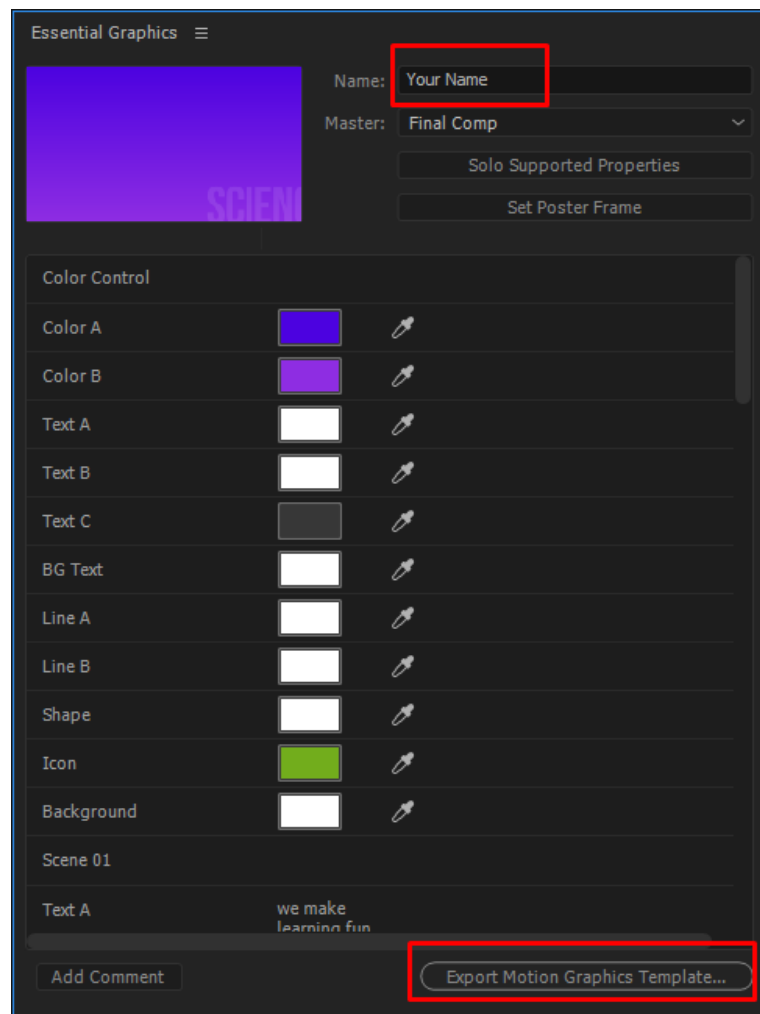 Essential Graphics
Name: Your Name
Master: Final Comp
Solo Supported Properties
Set Poster Frame
SCIEN
Color Control
Color A
Color B
Text A
Text B
Text C
BG Text
Line A
Line B
Shape
Icon
Background
Scene 01
Text A we make
learning fun
Add Comment Export Motion Graphics Template...